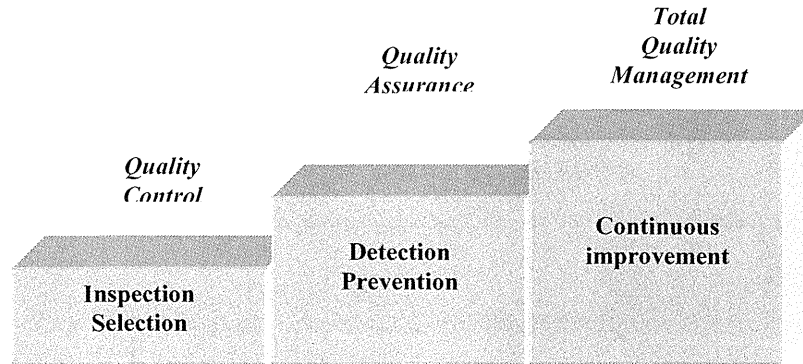 Total
Quality
Management
Quality
Assurance
Quality
Control
Continuous
improvement
Detection
Prevention
Inspection
Selection